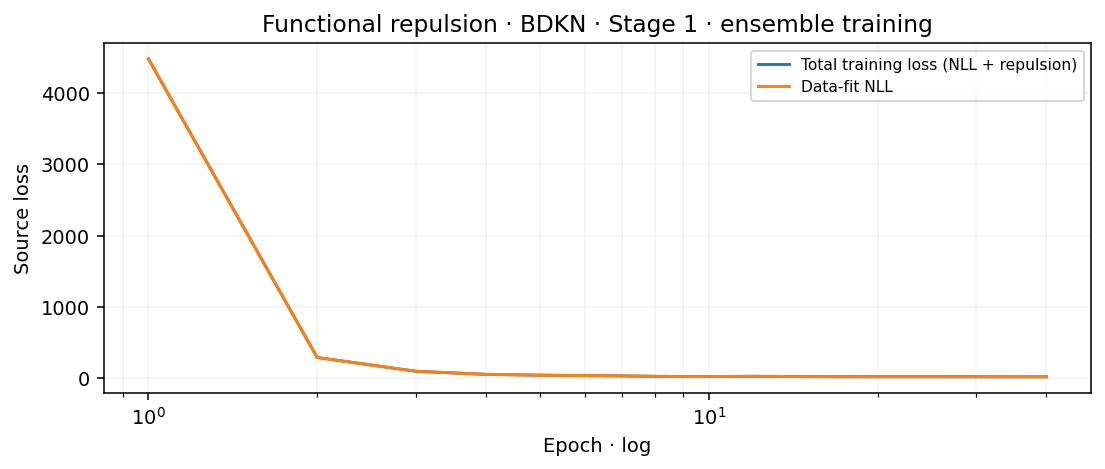 Functional repulsion · BDKN · Stage 1 · ensemble training
Total training loss (NLL + repulsion)
Data-fit NLL
Source loss
4000
3000
2000
1000
0
10⁰
10¹
Epoch · log